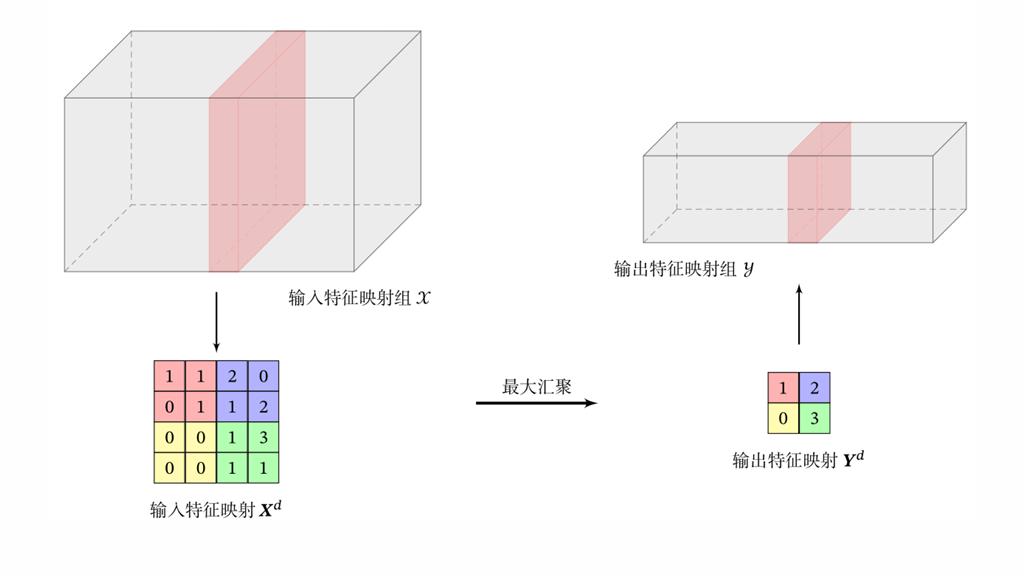 输入特征映射组 𝒳
输出特征映射组 𝒴
1 1 2 0
0 1 1 2
0 0 1 3
0 0 1 1
输入特征映射 Xᵈ
最大汇聚
1 2
0 3
输出特征映射 Yᵈ